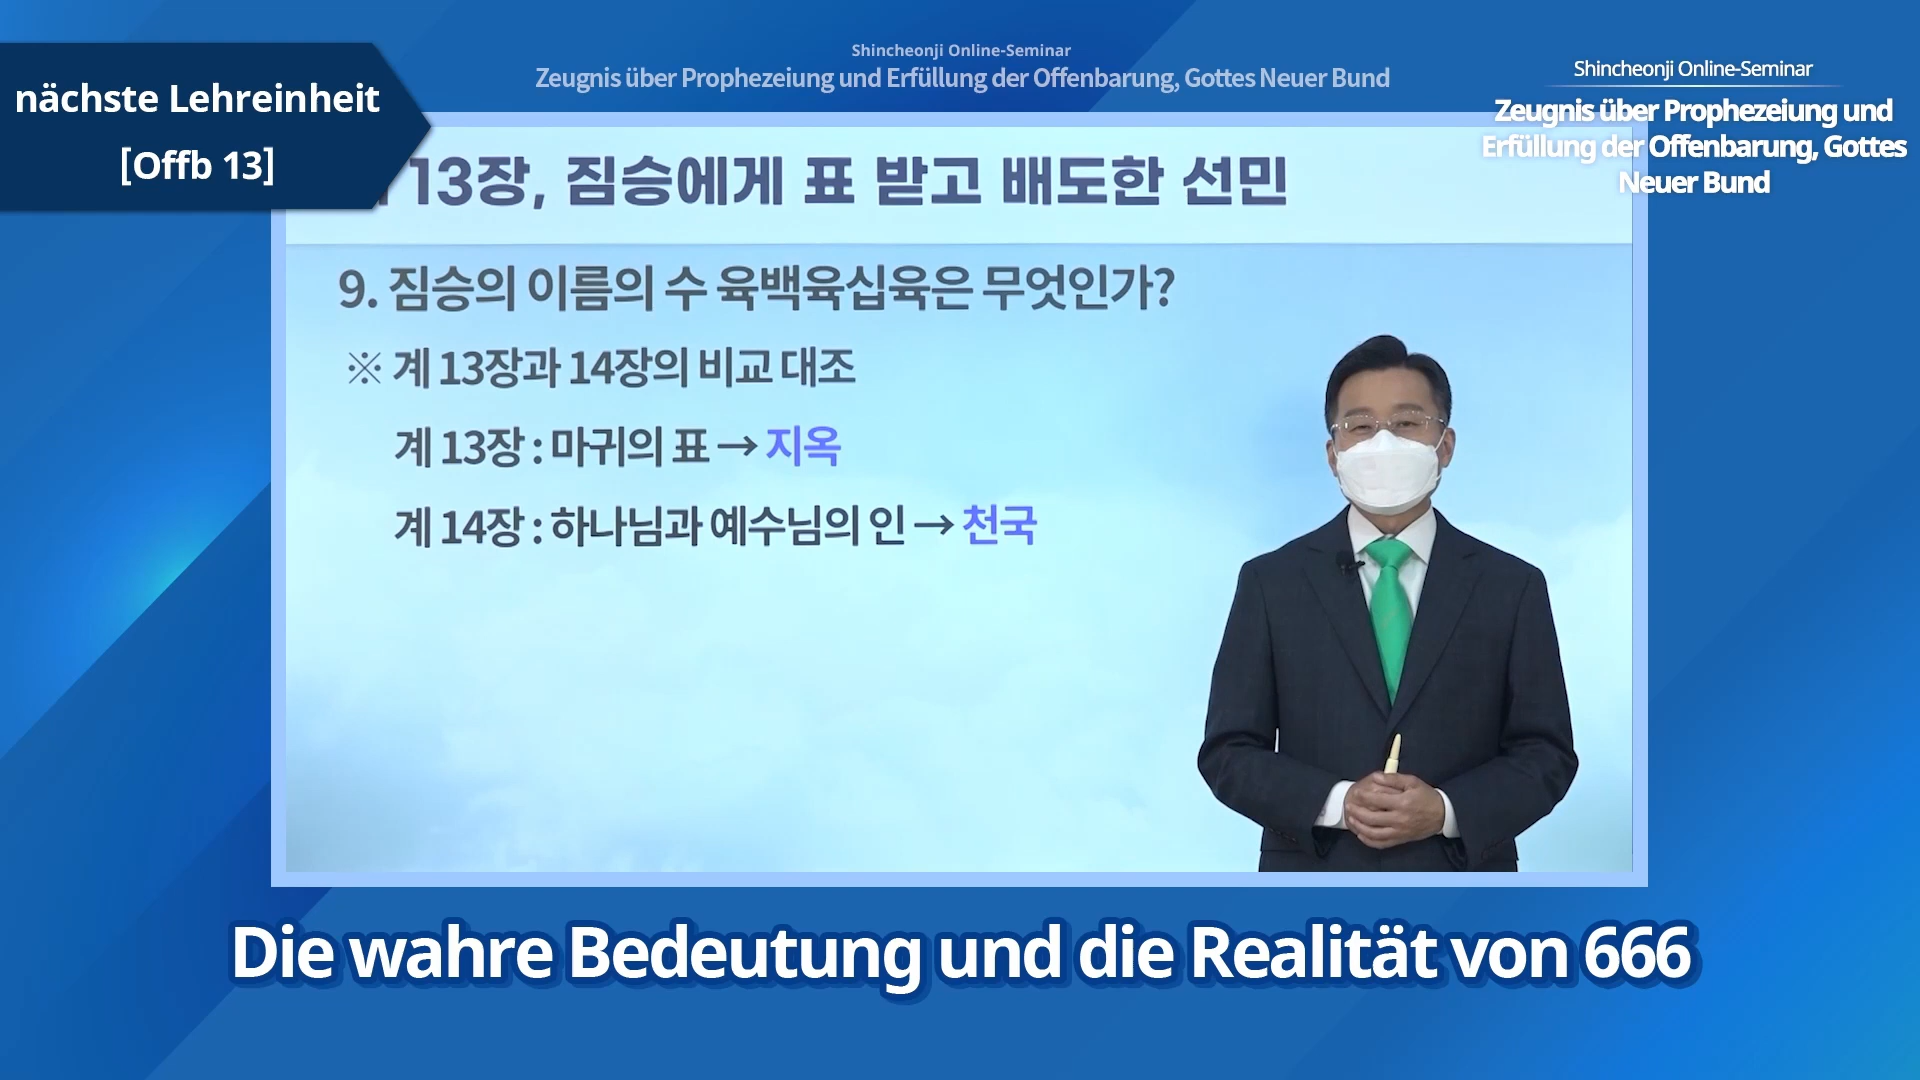 nächste Lehreinheit
[Offb 13]
Shincheonji Online-Seminar
Zeugnis über Prophezeiung und Erfüllung der Offenbarung, Gottes Neuer Bund
Shincheonji Online-Seminar
Zeugnis über Prophezeiung und
Erfüllung der Offenbarung, Gottes
Neuer Bund
13장, 짐승에게 표 받고 배도한 선민
9. 짐승의 이름의 수 육백육십육은 무엇인가?
※ 계 13장과 14장의 비교 대조
계 13장 : 마귀의 표 → 지옥
계 14장 : 하나님과 예수님의 인 → 천국
Die wahre Bedeutung und die Realität von 666